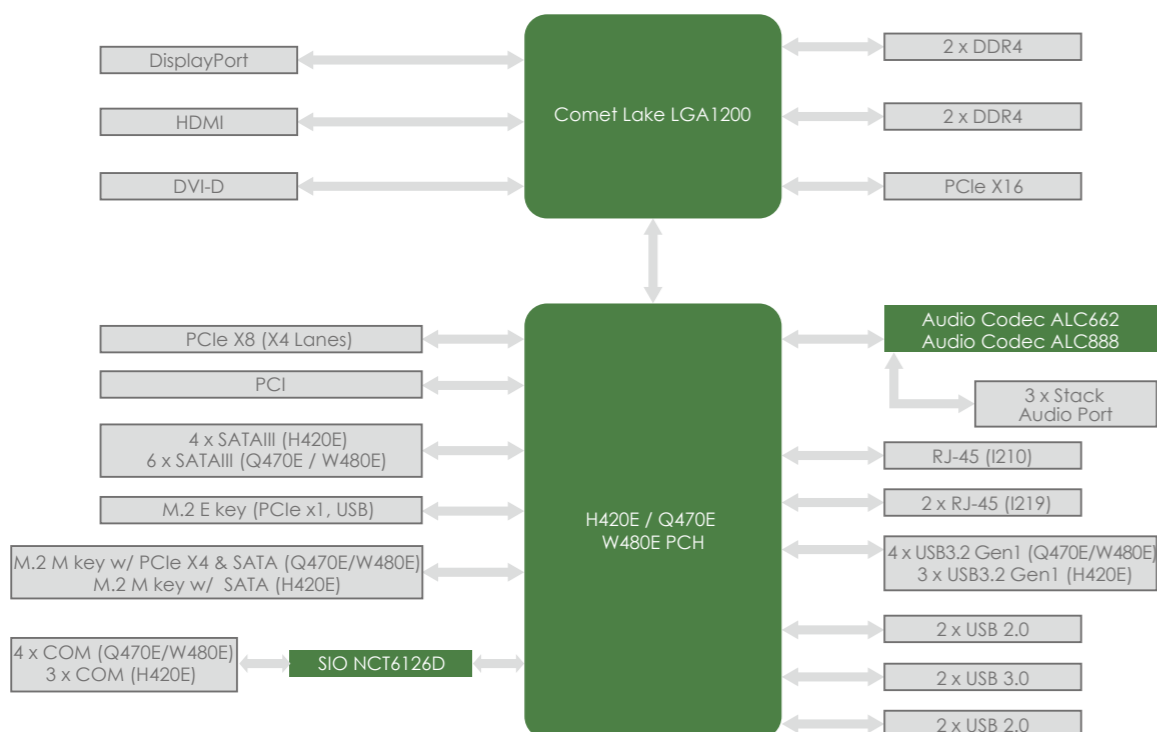 DisplayPort
HDMI
DVI-D
Comet Lake LGA1200
2 x DDR4
2 x DDR4
PCIe X16
PCIe X8 (X4 Lanes)
PCI
4 x SATAIII (H420E)
6 x SATAIII (Q470E / W480E)
M.2 E key (PCIe x1, USB)
M.2 M key w/ PCIe X4 & SATA (Q470E/W480E)
M.2 M key w/ SATA (H420E)
4 x COM (Q470E/W480E)
3 x COM (H420E)
SIO NCT6126D
H420E / Q470E
W480E PCH
Audio Codec ALC662
Audio Codec ALC888
3 x Stack
Audio Port
RJ-45 (I210)
2 x RJ-45 (I219)
4 x USB3.2 Gen1 (Q470E/W480E)
3 x USB3.2 Gen1 (H420E)
2 x USB 2.0
2 x USB 3.0
2 x USB 2.0